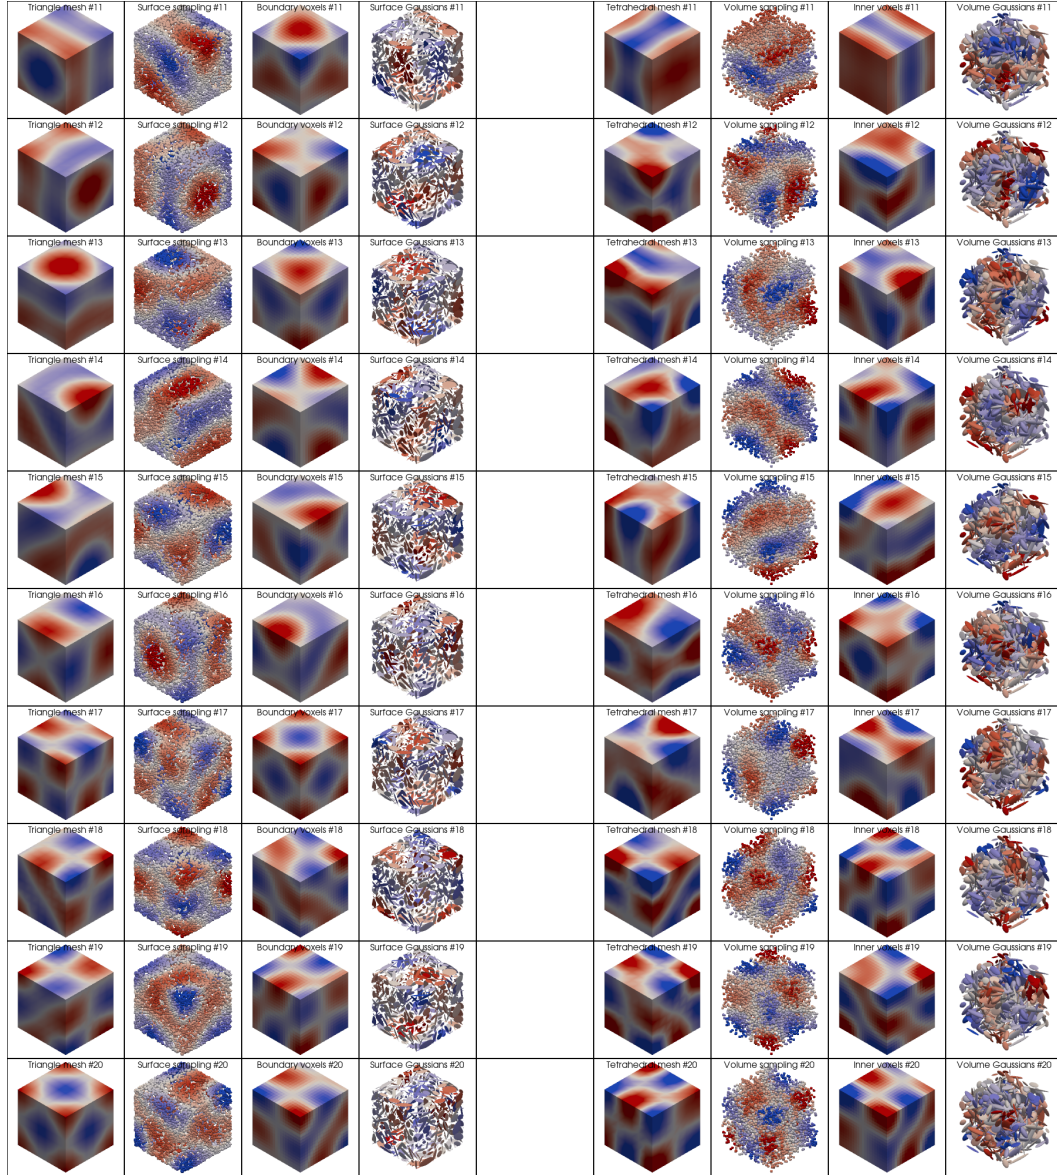 Triangle mesh #11 Surface sampling #11 Boundary voxels #11 Surface Gaussians #11 Tetrahedral mesh #11 Volume sampling #11 Inner voxels #11 Volume Gaussians #11
Triangle mesh #12 Surface sampling #12 Boundary voxels #12 Surface Gaussians #12 Tetrahedral mesh #12 Volume sampling #12 Inner voxels #12 Volume Gaussians #12
Triangle mesh #13 Surface sampling #13 Boundary voxels #13 Surface Gaussians #13 Tetrahedral mesh #13 Volume sampling #13 Inner voxels #13 Volume Gaussians #13
Triangle mesh #14 Surface sampling #14 Boundary voxels #14 Surface Gaussians #14 Tetrahedral mesh #14 Volume sampling #14 Inner voxels #14 Volume Gaussians #14
Triangle mesh #15 Surface sampling #15 Boundary voxels #15 Surface Gaussians #15 Tetrahedral mesh #15 Volume sampling #15 Inner voxels #15 Volume Gaussians #15
Triangle mesh #16 Surface sampling #16 Boundary voxels #16 Surface Gaussians #16 Tetrahedral mesh #16 Volume sampling #16 Inner voxels #16 Volume Gaussians #16
Triangle mesh #17 Surface sampling #17 Boundary voxels #17 Surface Gaussians #17 Tetrahedral mesh #17 Volume sampling #17 Inner voxels #17 Volume Gaussians #17
Triangle mesh #18 Surface sampling #18 Boundary voxels #18 Surface Gaussians #18 Tetrahedral mesh #18 Volume sampling #18 Inner voxels #18 Volume Gaussians #18
Triangle mesh #19 Surface sampling #19 Boundary voxels #19 Surface Gaussians #19 Tetrahedral mesh #19 Volume sampling #19 Inner voxels #19 Volume Gaussians #19
Triangle mesh #20 Surface sampling #20 Boundary voxels #20 Surface Gaussians #20 Tetrahedral mesh #20 Volume sampling #20 Inner voxels #20 Volume Gaussians #20